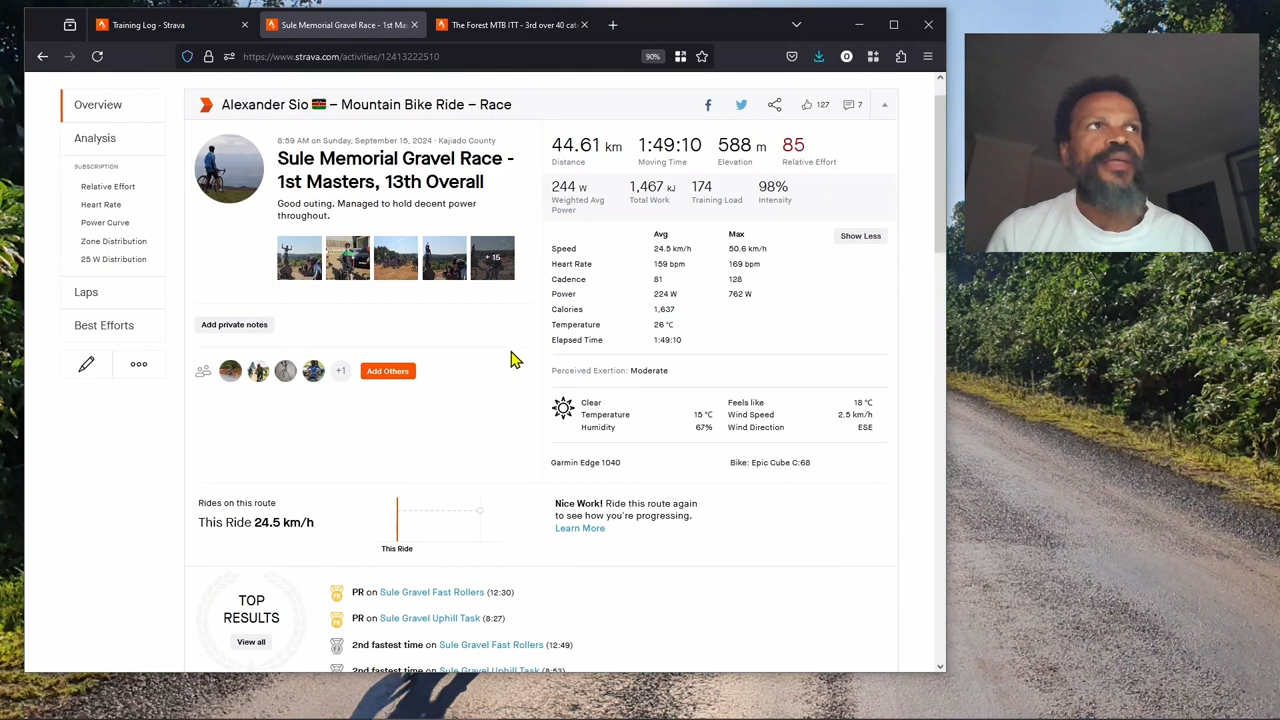 Training Log - Strava
Sule Memorial Gravel Race - 1st Ma
The Forest MTB ITT - 3rd over 40 cat
https://www.strava.com/activities/12413222510
90%
Overview
Analysis
SUBSCRIPTION
Relative Effort
Heart Rate
Power Curve
Zone Distribution
25 W Distribution
Laps
Best Efforts
Alexander Sio – Mountain Bike Ride – Race
127
7
8:59 AM on Sunday, September 15, 2024 · Kajiado County
Sule Memorial Gravel Race -
1st Masters, 13th Overall
Good outing. Managed to hold decent power
throughout.
+ 15
Add private notes
+1
Add Others
44.61 km 1:49:10 588 m 85
Distance Moving Time Elevation Relative Effort
244 W 1,467 kJ 174 98%
Weighted Avg Power Total Work Training Load Intensity
Avg Max
Show Less
Speed 24.5 km/h 50.6 km/h
Heart Rate 159 bpm 169 bpm
Cadence 81 128
Power 224 W 762 W
Calories 1,637
Temperature 26 °C
Elapsed Time 1:49:10
Perceived Exertion: Moderate
Clear Feels like 18 °C
Temperature 15 °C Wind Speed 2.5 km/h
Humidity 67% Wind Direction ESE
Garmin Edge 1040 Bike: Epic Cube C:68
Rides on this route
This Ride 24.5 km/h
This Ride
Nice Work! Ride this route again
to see how you're progressing.
Learn More
TOP
RESULTS
View all
PR on Sule Gravel Fast Rollers (12:30)
PR on Sule Gravel Uphill Task (8:27)
2nd fastest time on Sule Gravel Fast Rollers (12:49)
2nd fastest time on Sule Gravel Uphill Task (8:53)